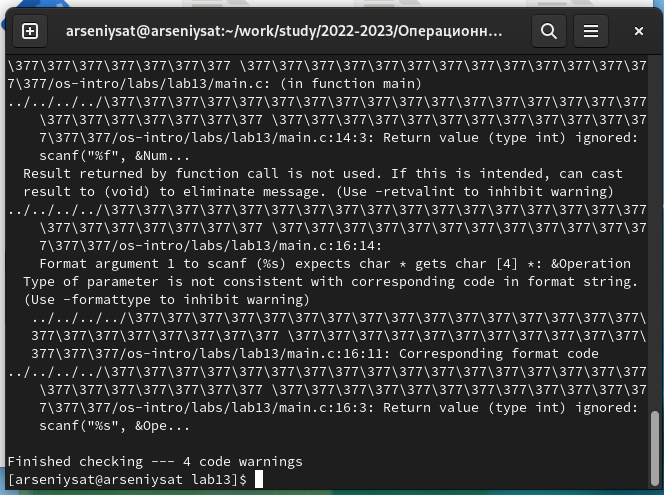 arseniysat@arseniysat:~/work/study/2022-2023/Операционн...
\377\377\377\377\377\377\377 \377\377\377\377\377\377\377\377\377\377\377\377\37
7\377/os-intro/labs/lab13/main.c: (in function main)
../../../../\377\377\377\377\377\377\377\377\377\377\377\377\377\377\377\377\377
\377\377\377\377\377\377\377 \377\377\377\377\377\377\377\377\377\377\377\37
7\377\377/os-intro/labs/lab13/main.c:14:3: Return value (type int) ignored:
scanf("%f", &Num...
Result returned by function call is not used. If this is intended, can cast
result to (void) to eliminate message. (Use -retvalint to inhibit warning)
../../../../\377\377\377\377\377\377\377\377\377\377\377\377\377\377\377\377\377
\377\377\377\377\377\377\377 \377\377\377\377\377\377\377\377\377\377\377\37
7\377\377/os-intro/labs/lab13/main.c:16:14:
Format argument 1 to scanf (%s) expects char * gets char [4] *: &Operation
Type of parameter is not consistent with corresponding code in format string.
(Use -formattype to inhibit warning)
../../../../\377\377\377\377\377\377\377\377\377\377\377\377\377\377\377\377\
377\377\377\377\377\377\377\377 \377\377\377\377\377\377\377\377\377\377\377\
377\377\377/os-intro/labs/lab13/main.c:16:11: Corresponding format code
../../../../\377\377\377\377\377\377\377\377\377\377\377\377\377\377\377\377\377
\377\377\377\377\377\377\377 \377\377\377\377\377\377\377\377\377\377\377\37
7\377\377/os-intro/labs/lab13/main.c:16:3: Return value (type int) ignored:
scanf("%s", &Ope...
Finished checking --- 4 code warnings
[arseniysat@arseniysat lab13]$